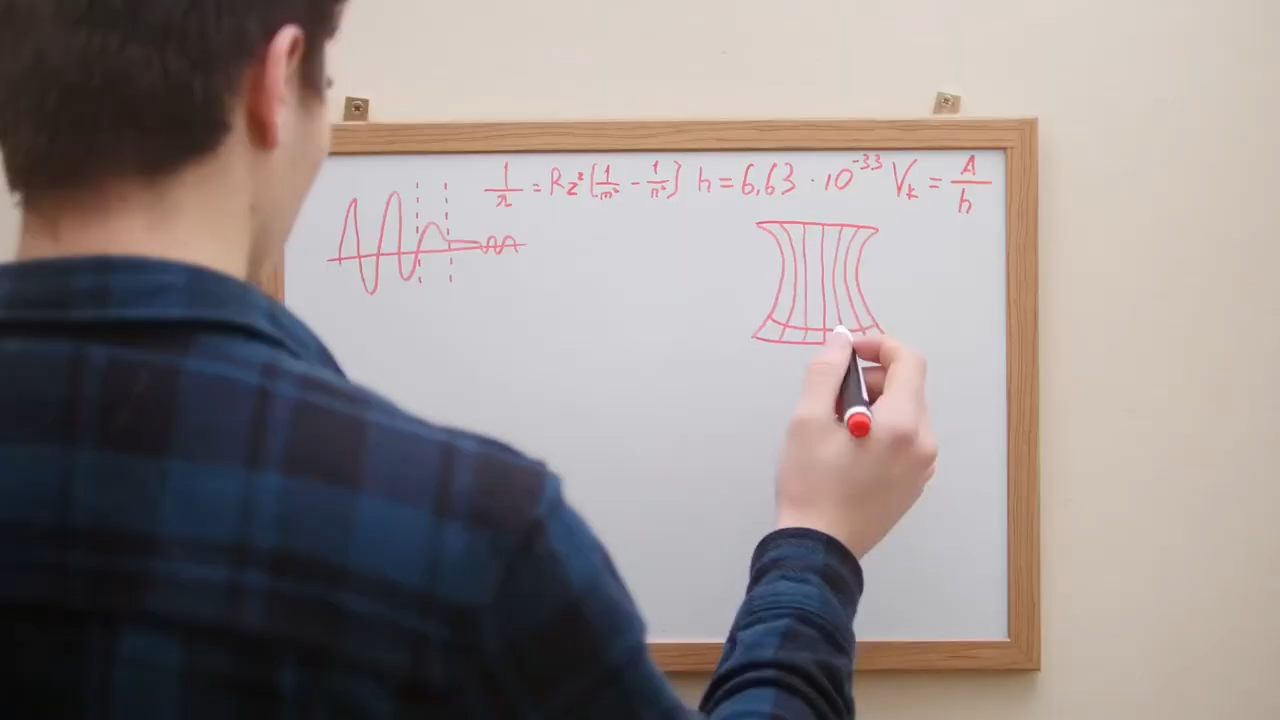 1/λ = Rz²(1/m² - 1/n²) h = 6,63 · 10⁻³³ Vₖ = A/h